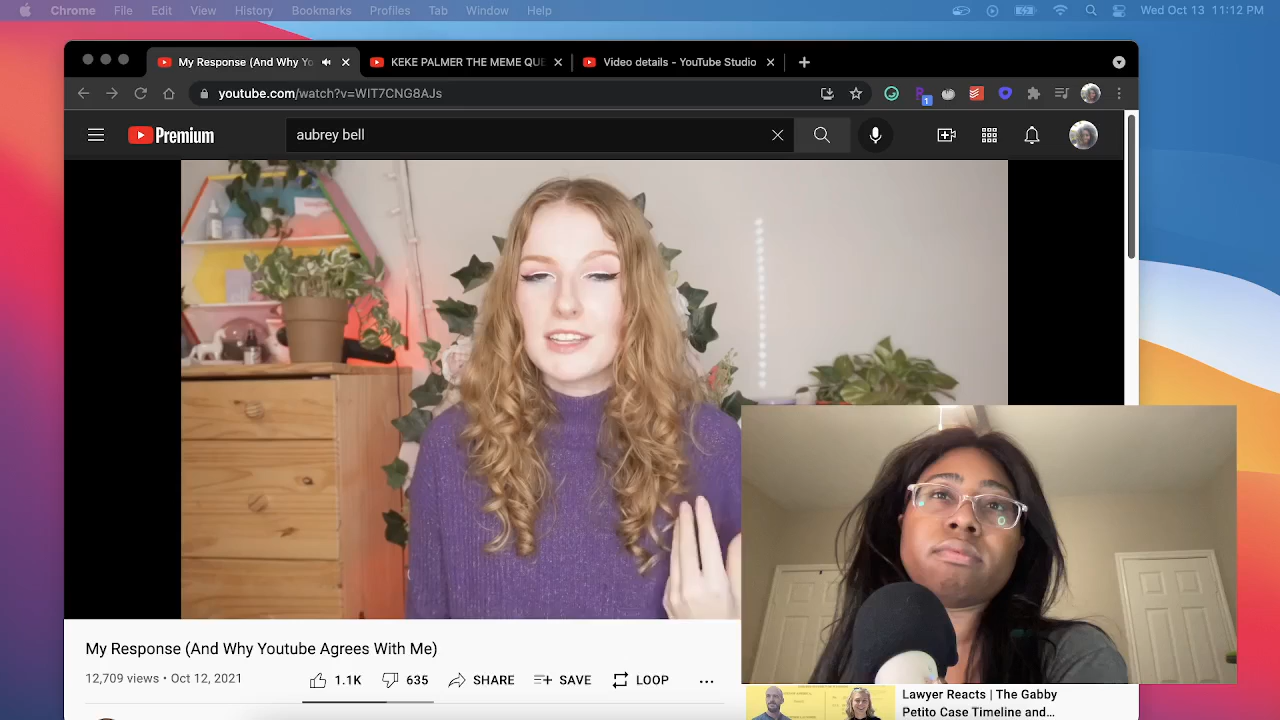 Chrome File Edit View History Bookmarks Profiles Tab Window Help Wed Oct 13 11:12 PM
My Response (And Why Yo KEKE PALMER THE MEME QUE Video details - YouTube Studio
youtube.com/watch?v=WIT7CNG8AJs 1
Premium aubrey bell
My Response (And Why Youtube Agrees With Me)
12,709 views • Oct 12, 2021 1.1K 635 SHARE SAVE LOOP
Lawyer Reacts | The Gabby
Petito Case Timeline and...